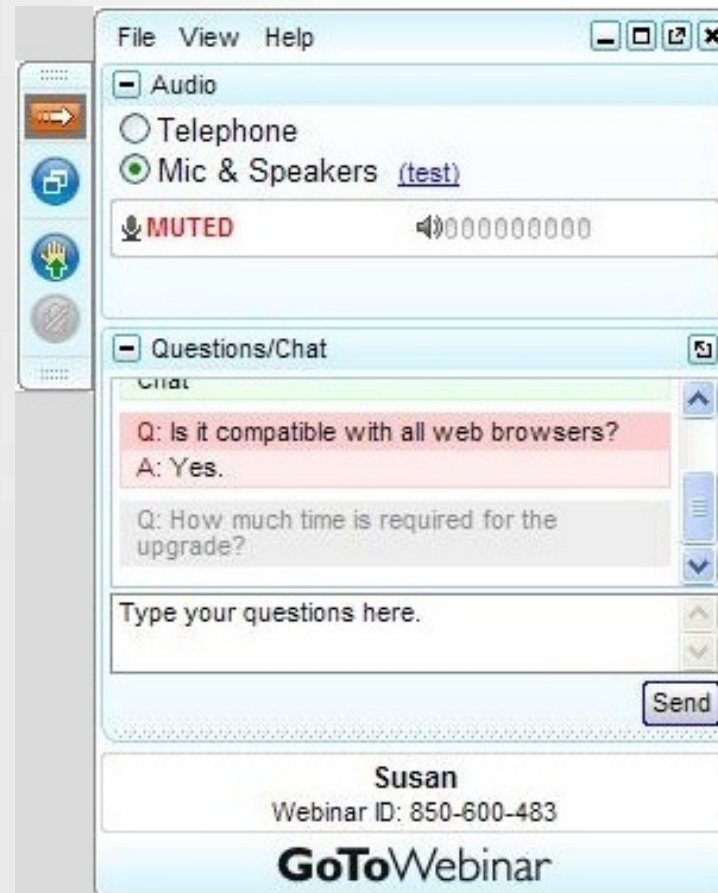 File View Help
Audio
Telephone
Mic & Speakers (test)
MUTED
Questions/Chat
Chat
Q: Is it compatible with all web browsers?
A: Yes.
Q: How much time is required for the
upgrade?
Type your questions here.
Send
Susan
Webinar ID: 850-600-483
GoToWebinar